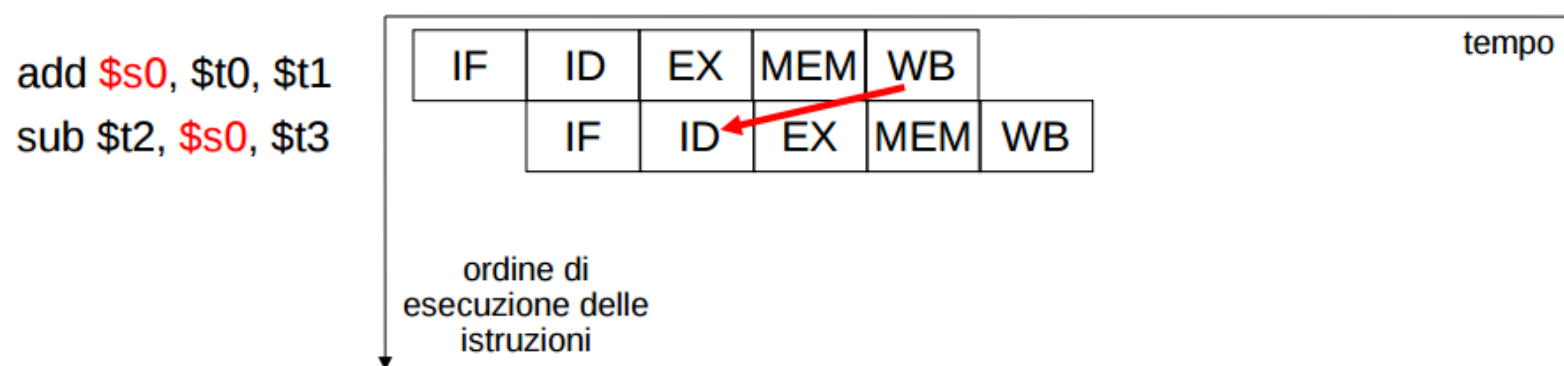 add $s0, $t0, $t1
IF ID EX MEM WB
tempo
sub $t2, $s0, $t3
IF ID EX MEM WB
ordine di
esecuzione delle
istruzioni